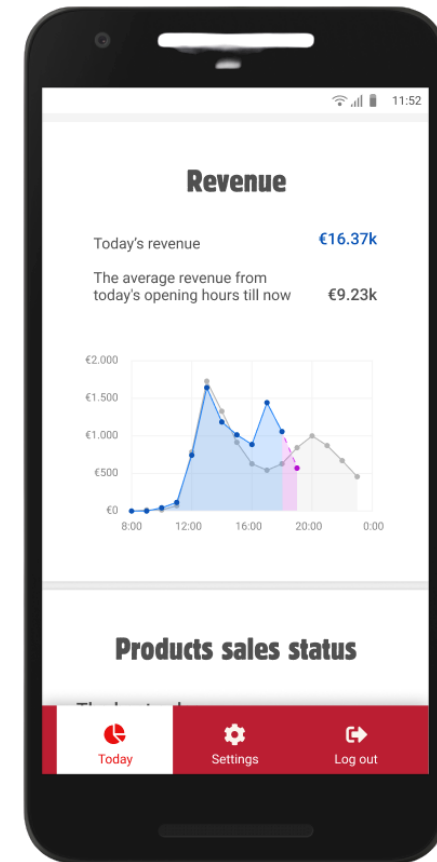 11:52
Revenue
Today's revenue
€16.37k
The average revenue from
today's opening hours till now
€9.23k
€2.000
€1.500
€1.000
€500
€0
8:00
12:00
16:00
20:00
0:00
Products sales status
Today
Settings
Log out